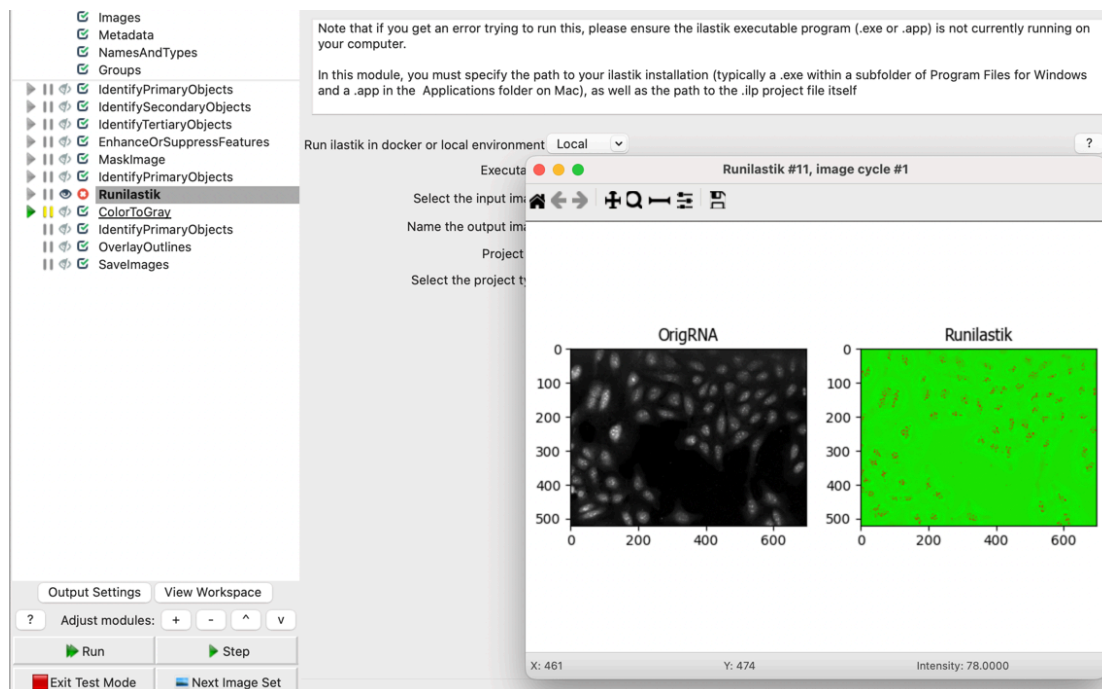 Images
Metadata
NamesAndTypes
Groups
IdentifyPrimaryObjects
IdentifySecondaryObjects
IdentifyTertiaryObjects
EnhanceOrSuppressFeatures
MaskImage
IdentifyPrimaryObjects
Runilastik
ColorToGray
IdentifyPrimaryObjects
OverlayOutlines
SaveImages
Output Settings View Workspace
? Adjust modules: + - ^ v
Run Step
Exit Test Mode Next Image Set
Note that if you get an error trying to run this, please ensure the ilastik executable program (.exe or .app) is not currently running on
your computer.
In this module, you must specify the path to your ilastik installation (typically a .exe within a subfolder of Program Files for Windows
and a .app in the Applications folder on Mac), as well as the path to the .ilp project file itself
Run ilastik in docker or local environment Local ?
Executa
Select the input ima
Name the output ima
Project
Select the project ty
Runilastik #11, image cycle #1
OrigRNA Runilastik
0 0
100 100
200 200
300 300
400 400
500 500
0 200 400 600 0 200 400 600
X: 461 Y: 474 Intensity: 78.0000